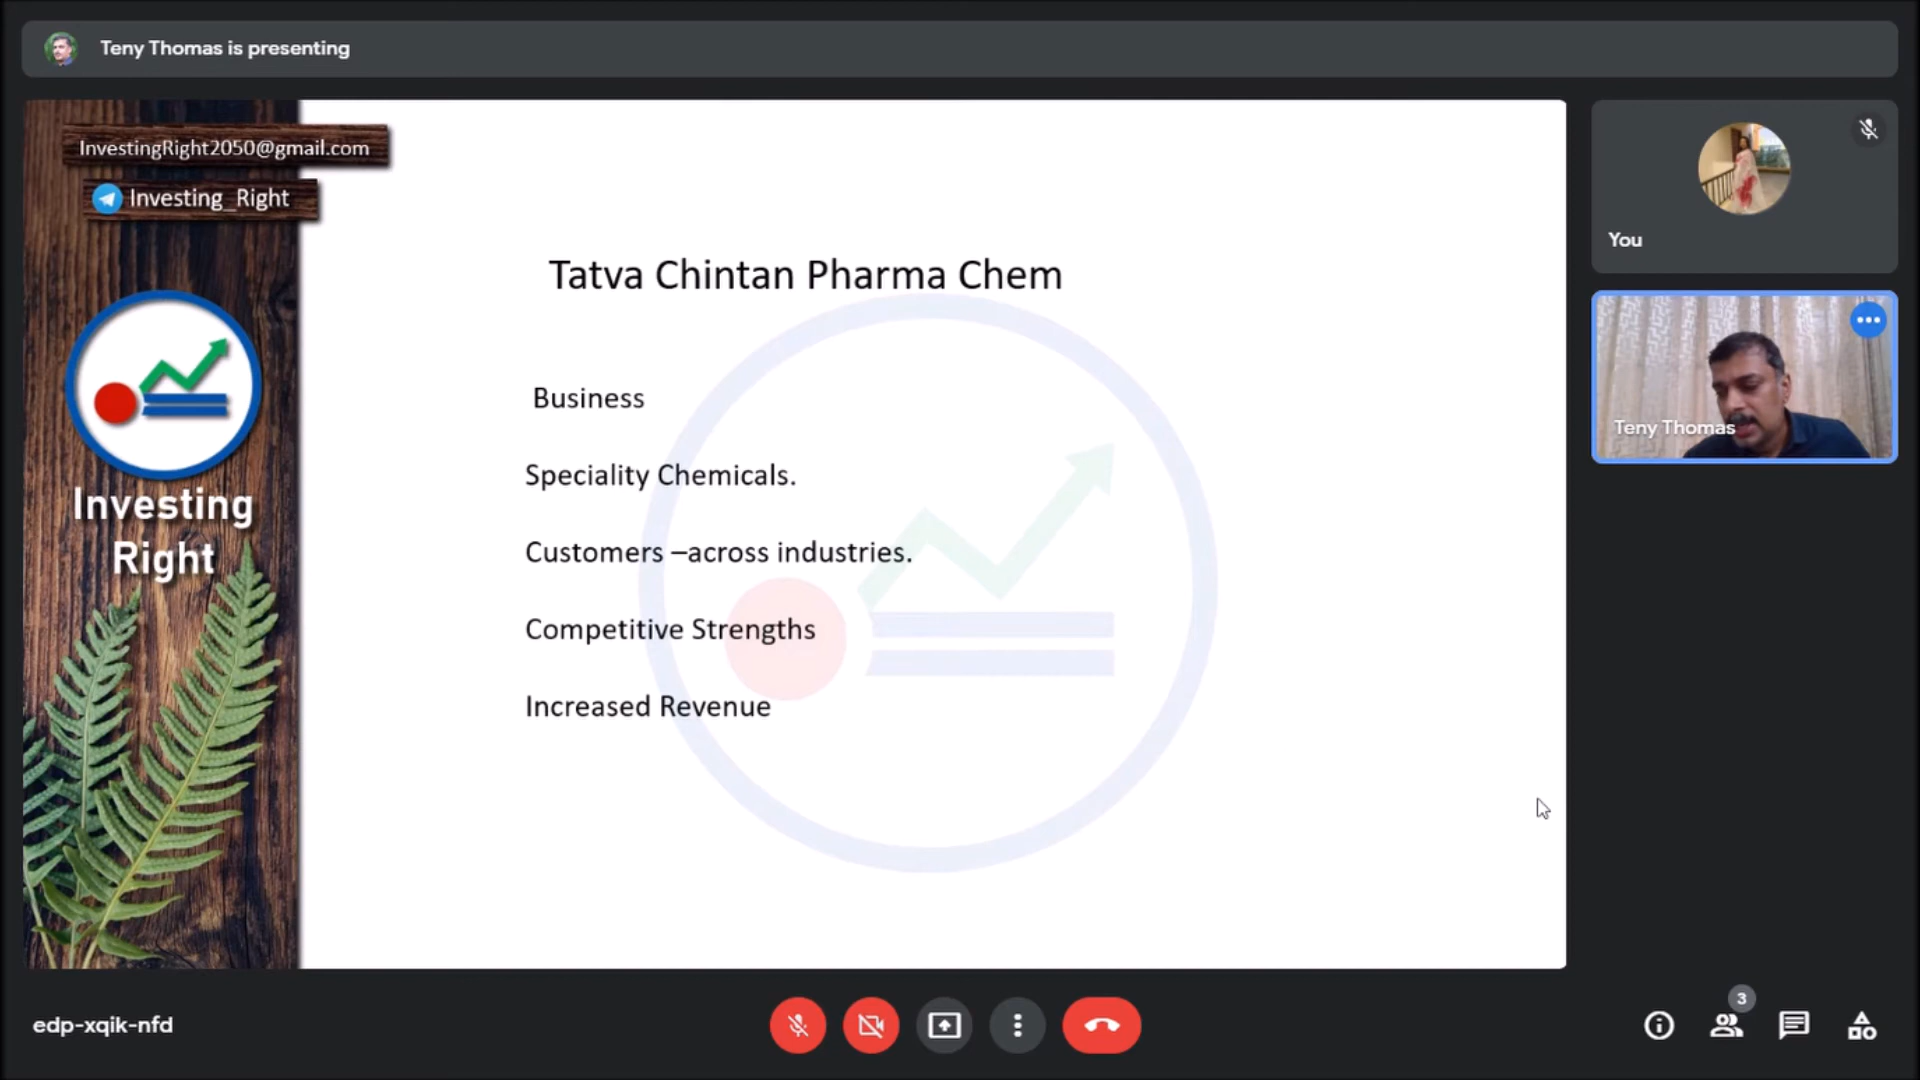 Teny Thomas is presenting
InvestingRight2050@gmail.com
Investing_Right
Investing
Right
Tatva Chintan Pharma Chem
Business
Speciality Chemicals.
Customers –across industries.
Competitive Strengths
Increased Revenue
You
Teny Thomas
edp-xqik-nfd
3